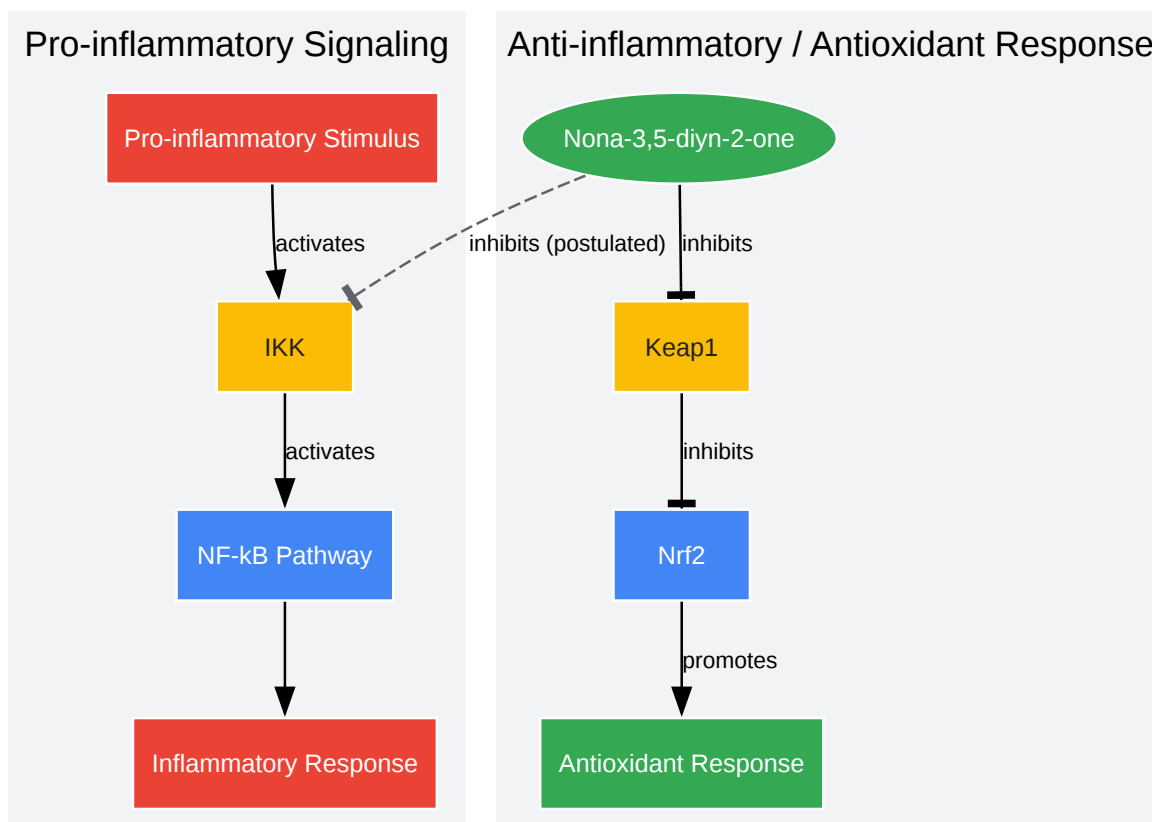 Pro-inflammatory Signaling
Pro-inflammatory Stimulus
activates
IKK
activates
NF-kB Pathway
Inflammatory Response
Anti-inflammatory / Antioxidant Response
Nona-3,5-diyn-2-one
inhibits (postulated)
inhibits
Keap1
inhibits
Nrf2
promotes
Antioxidant Response